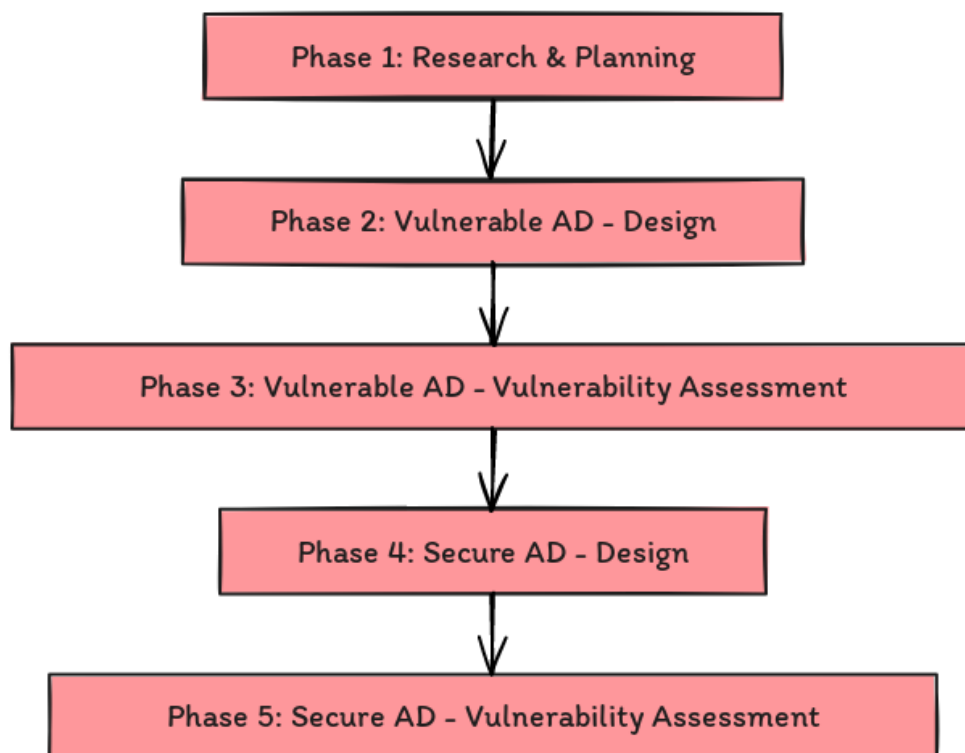 Phase 1: Research & Planning
Phase 2: Vulnerable AD - Design
Phase 3: Vulnerable AD - Vulnerability Assessment
Phase 4: Secure AD - Design
Phase 5: Secure AD - Vulnerability Assessment